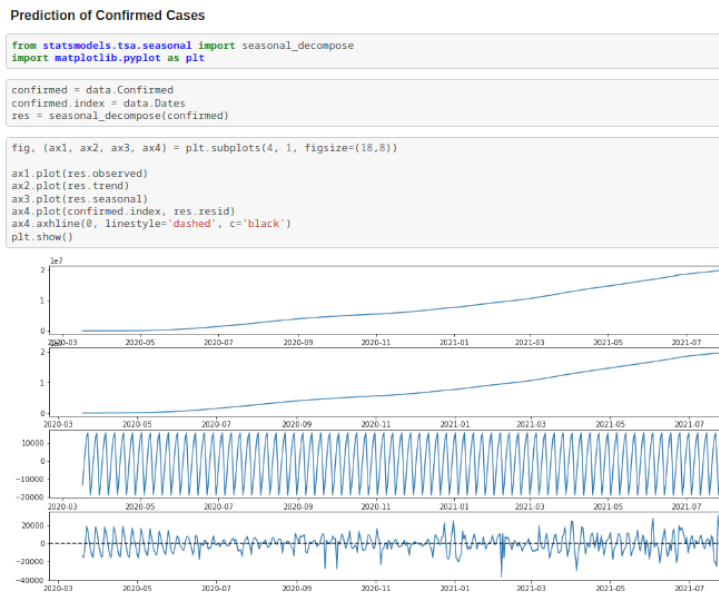 Prediction of Confirmed Cases
from statsmodels.tsa.seasonal import seasonal_decompose
import matplotlib.pyplot as plt
confirmed = data.Confirmed
confirmed.index = data.Dates
res = seasonal_decompose(confirmed)
fig, (ax1, ax2, ax3, ax4) = plt.subplots(4, 1, figsize=(18,8))
ax1.plot(res.observed)
ax2.plot(res.trend)
ax3.plot(res.seasonal)
ax4.plot(confirmed.index, res.resid)
ax4.axhline(0, linestyle='dashed', c='black')
plt.show()
1e7
2
1
0
2020-03 2020-05 2020-07 2020-09 2020-11 2021-01 2021-03 2021-05 2021-07
2
1
0
2020-03 2020-05 2020-07 2020-09 2020-11 2021-01 2021-03 2021-05 2021-07
10000
0
−10000
−20000
2020-03 2020-05 2020-07 2020-09 2020-11 2021-01 2021-03 2021-05 2021-07
20000
0
−20000
−40000
2020-03 2020-05 2020-07 2020-09 2020-11 2021-01 2021-03 2021-05 2021-07